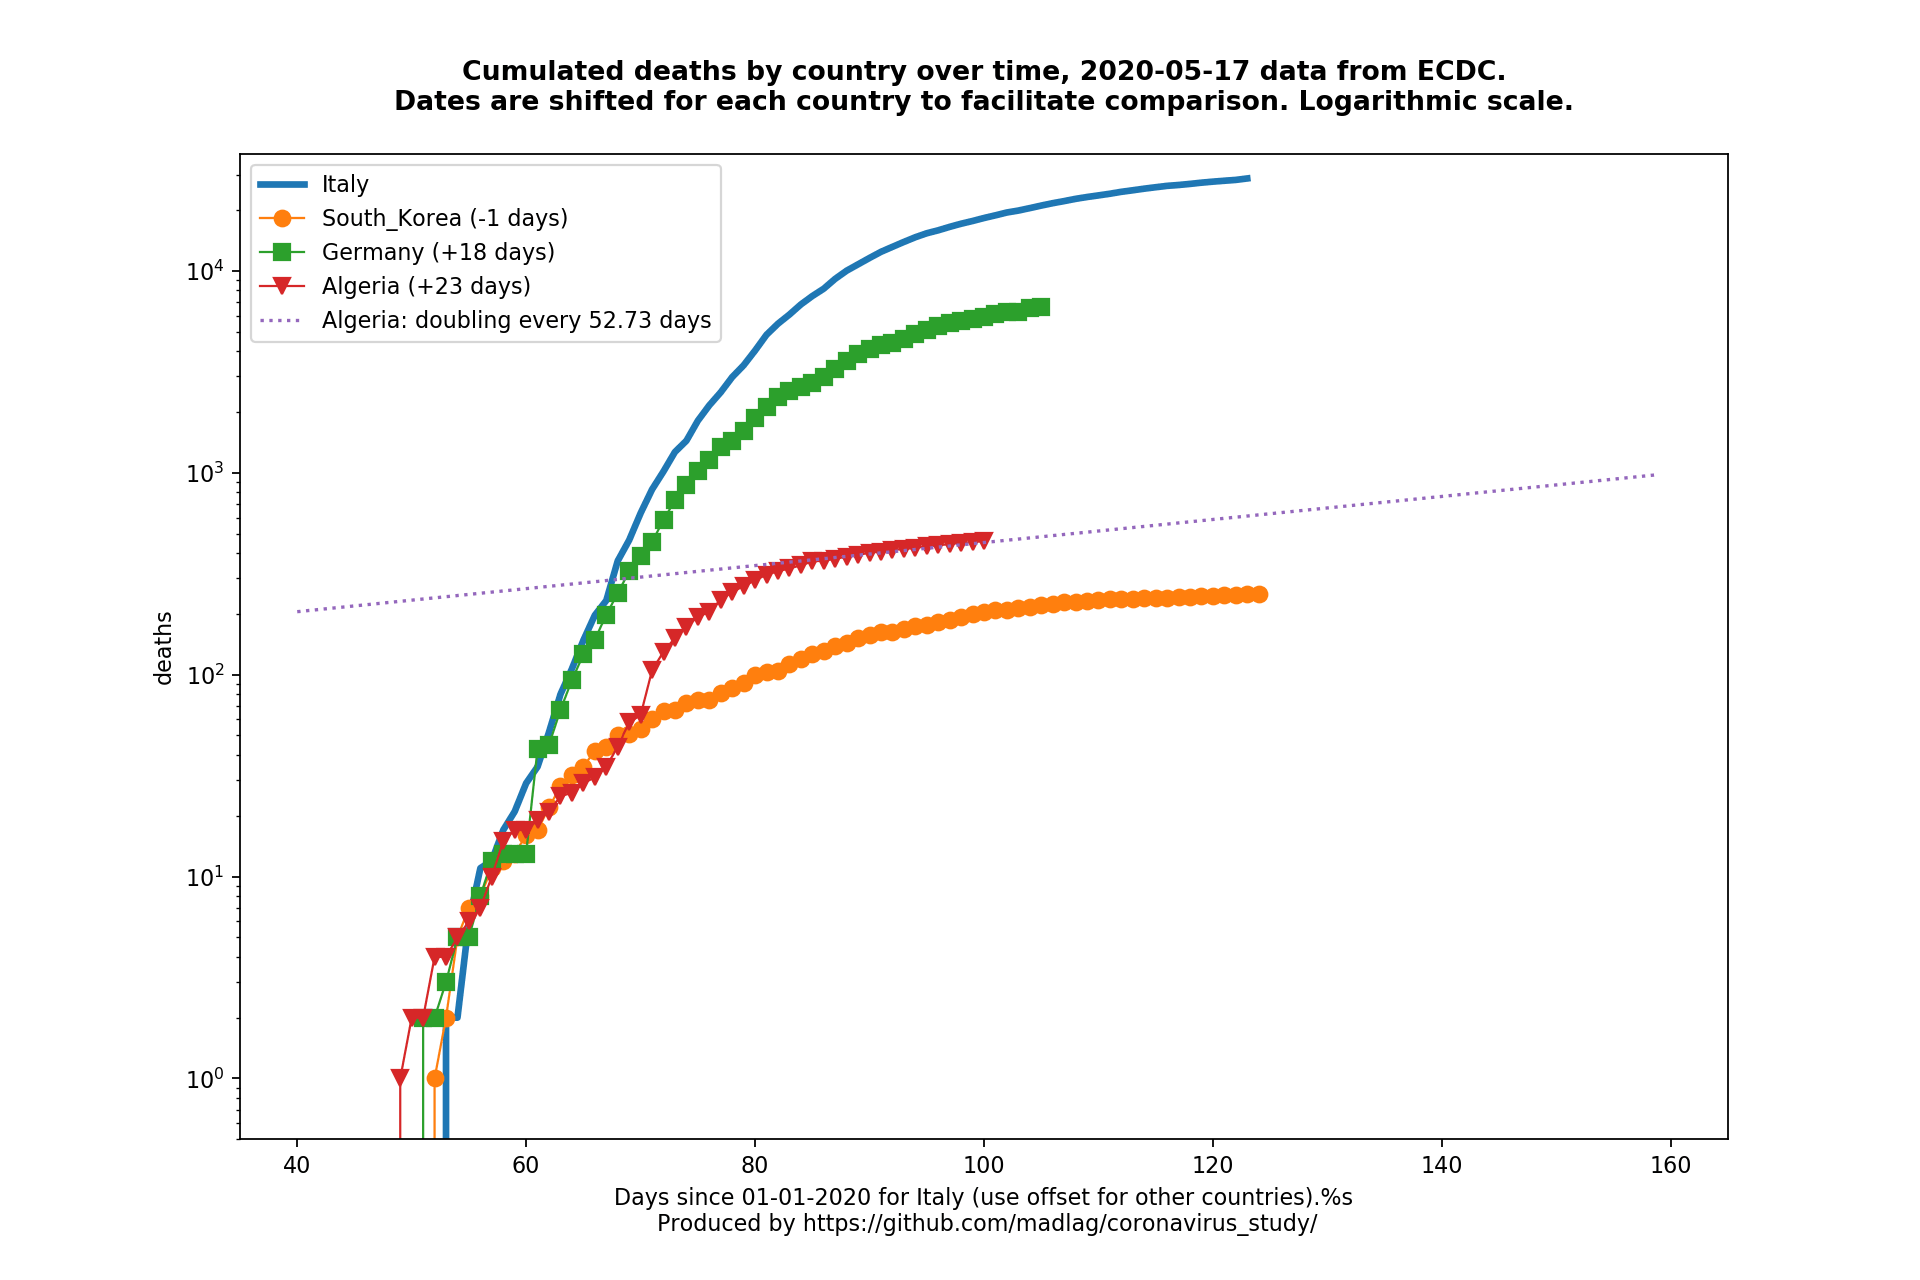 Cumulated deaths by country over time, 2020-05-17 data from ECDC.
Dates are shifted for each country to facilitate comparison. Logarithmic scale.
Italy
South_Korea (-1 days)
Germany (+18 days)
Algeria (+23 days)
Algeria: doubling every 52.73 days
deaths
10⁴
10³
10²
10¹
10⁰
40 60 80 100 120 140 160
Days since 01-01-2020 for Italy (use offset for other countries).%s
Produced by https://github.com/madlag/coronavirus_study/